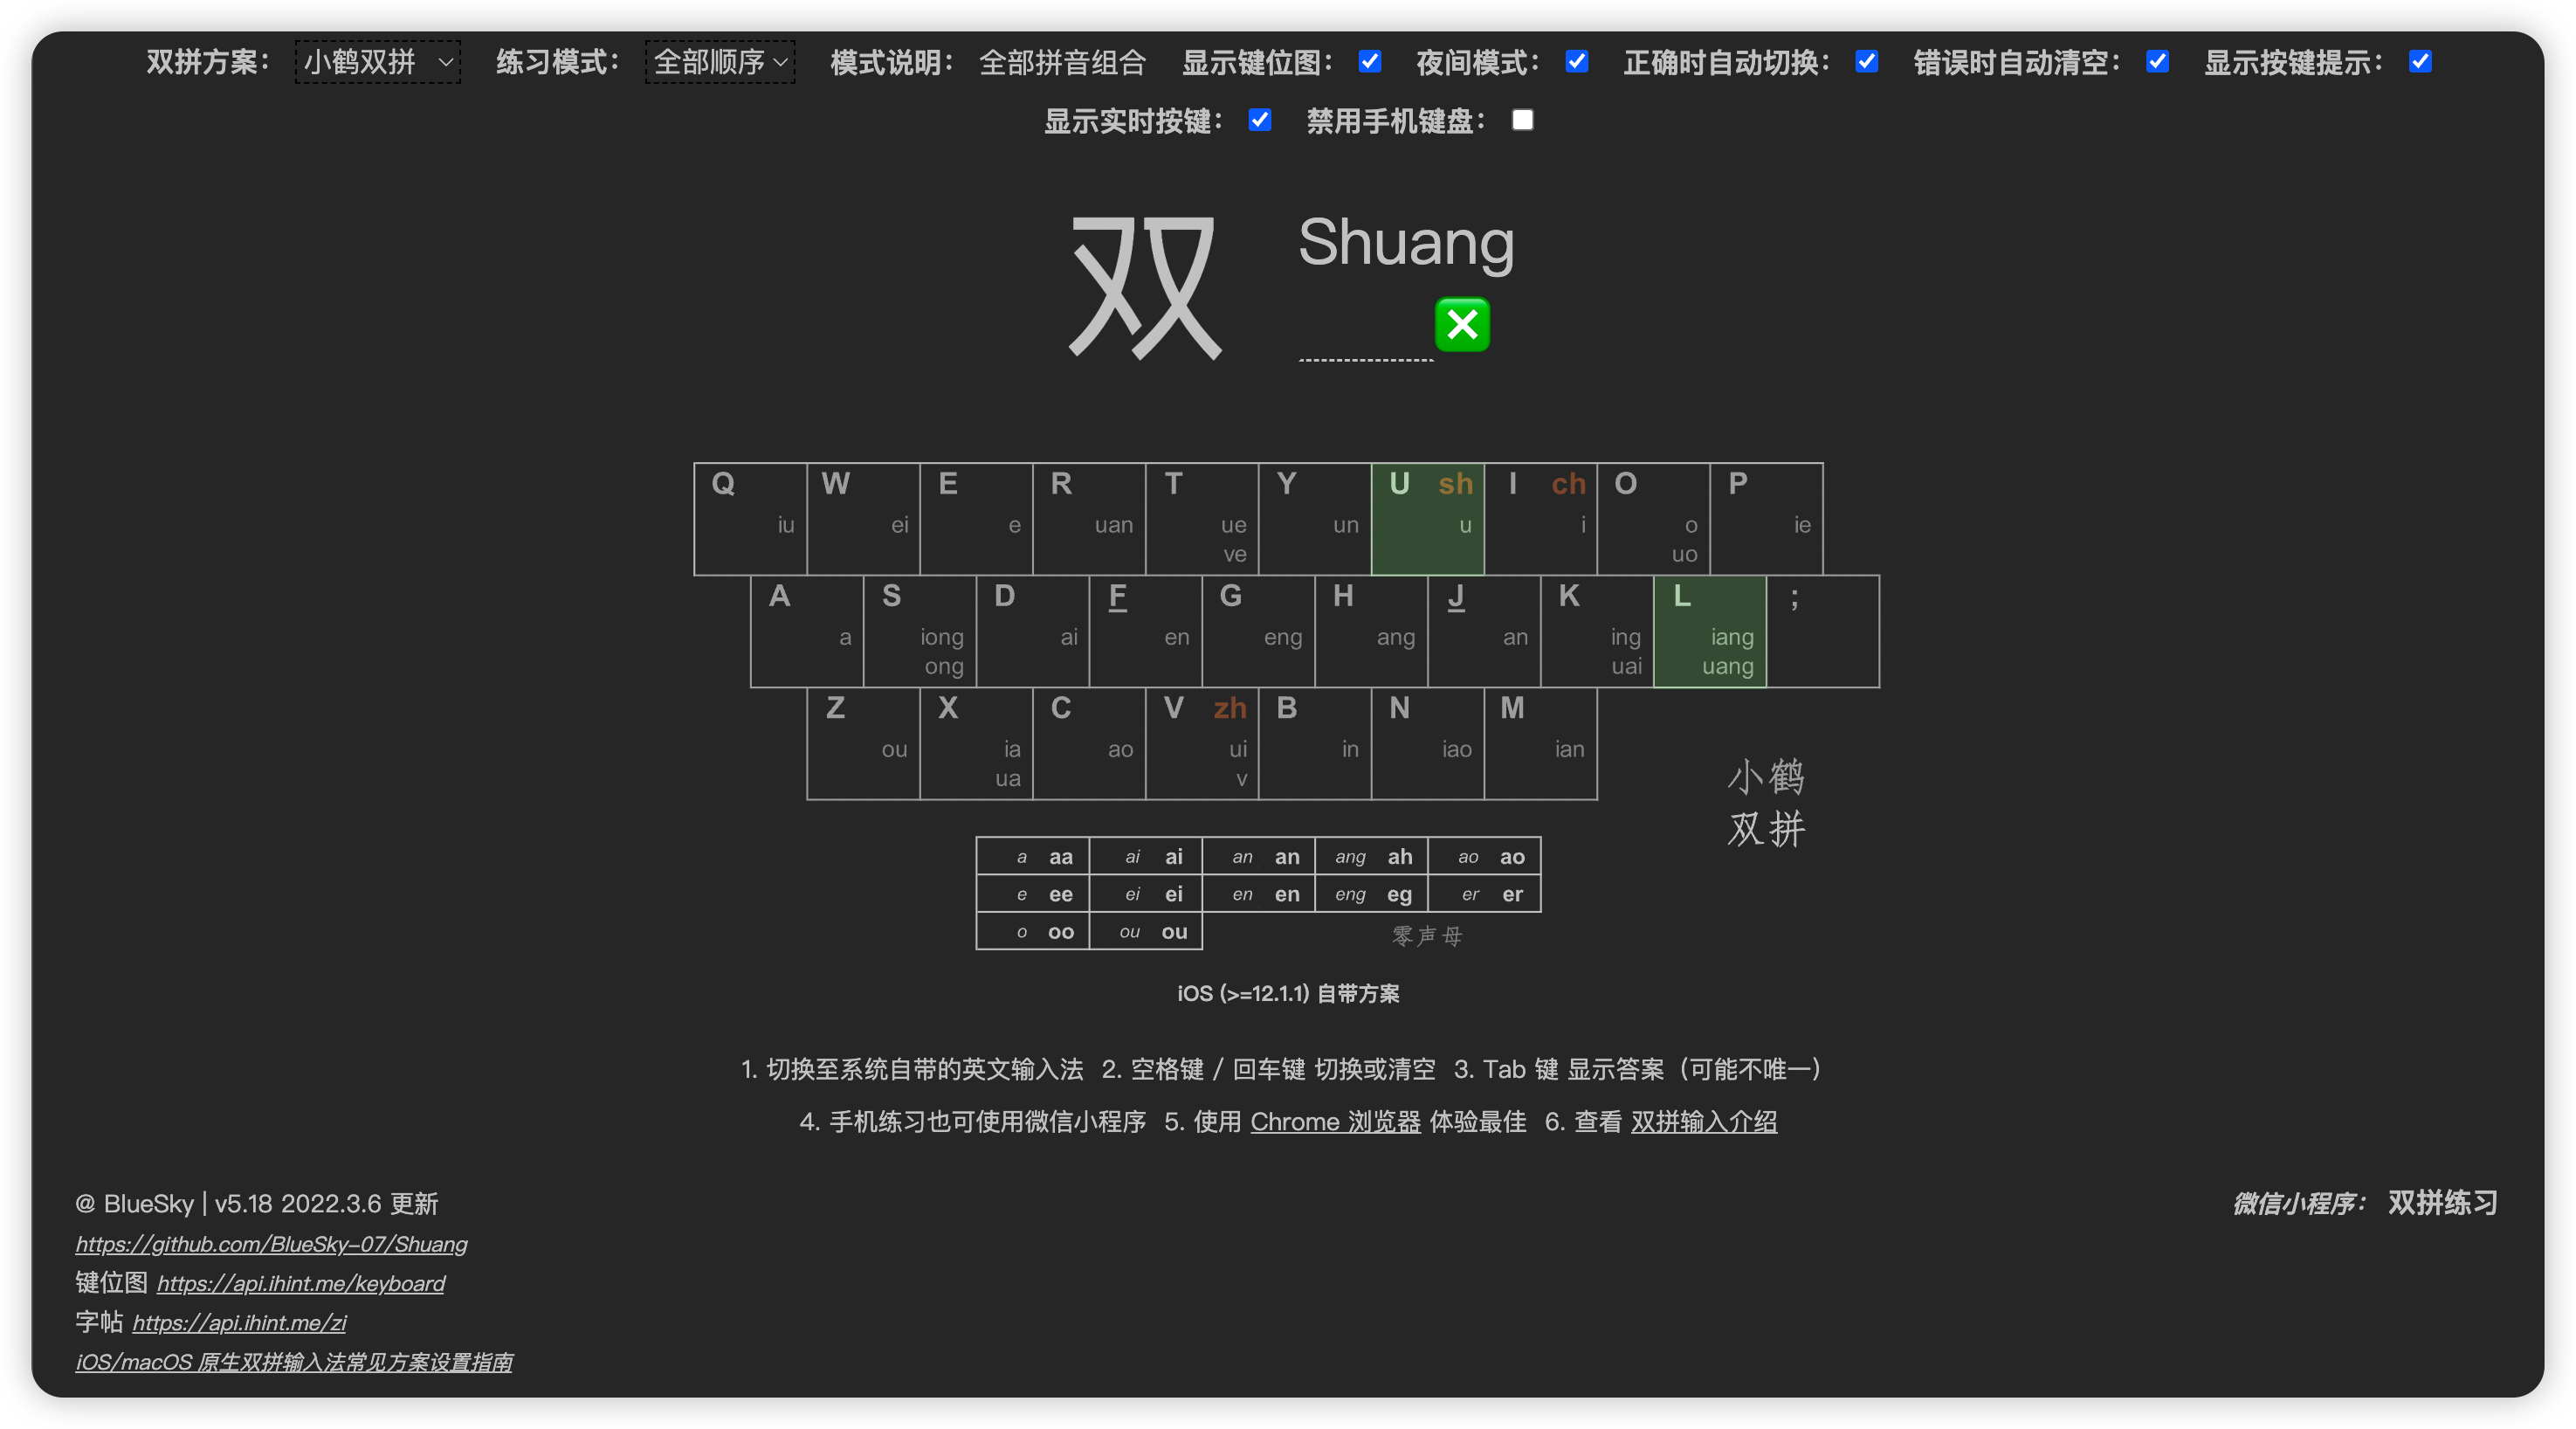 双拼方案： 小鹤双拼 练习模式： 全部顺序 模式说明： 全部拼音组合 显示键位图： 夜间模式： 正确时自动切换： 错误时自动清空： 显示按键提示：
显示实时按键： 禁用手机键盘：
双 Shuang
Q W E R T Y U sh I ch O P
iu ei e uan ue un u i o ie
ve uo
A S D F G H J K L ;
a iong ai en eng ang an ing iang
ong uai uang
Z X C V zh B N M
ou ia ao ui in iao ian
ua v
小鹤
双拼
a aa ai ai an an ang ah ao ao
e ee ei ei en en eng eg er er
o oo ou ou 零声母
iOS (>=12.1.1) 自带方案
1. 切换至系统自带的英文输入法 2. 空格键 / 回车键 切换或清空 3. Tab 键 显示答案（可能不唯一）
4. 手机练习也可使用微信小程序 5. 使用 Chrome 浏览器 体验最佳 6. 查看 双拼输入介绍
@ BlueSky | v5.18 2022.3.6 更新 微信小程序： 双拼练习
https://github.com/BlueSky-07/Shuang
键位图 https://api.ihint.me/keyboard
字帖 https://api.ihint.me/zi
iOS/macOS 原生双拼输入法常见方案设置指南